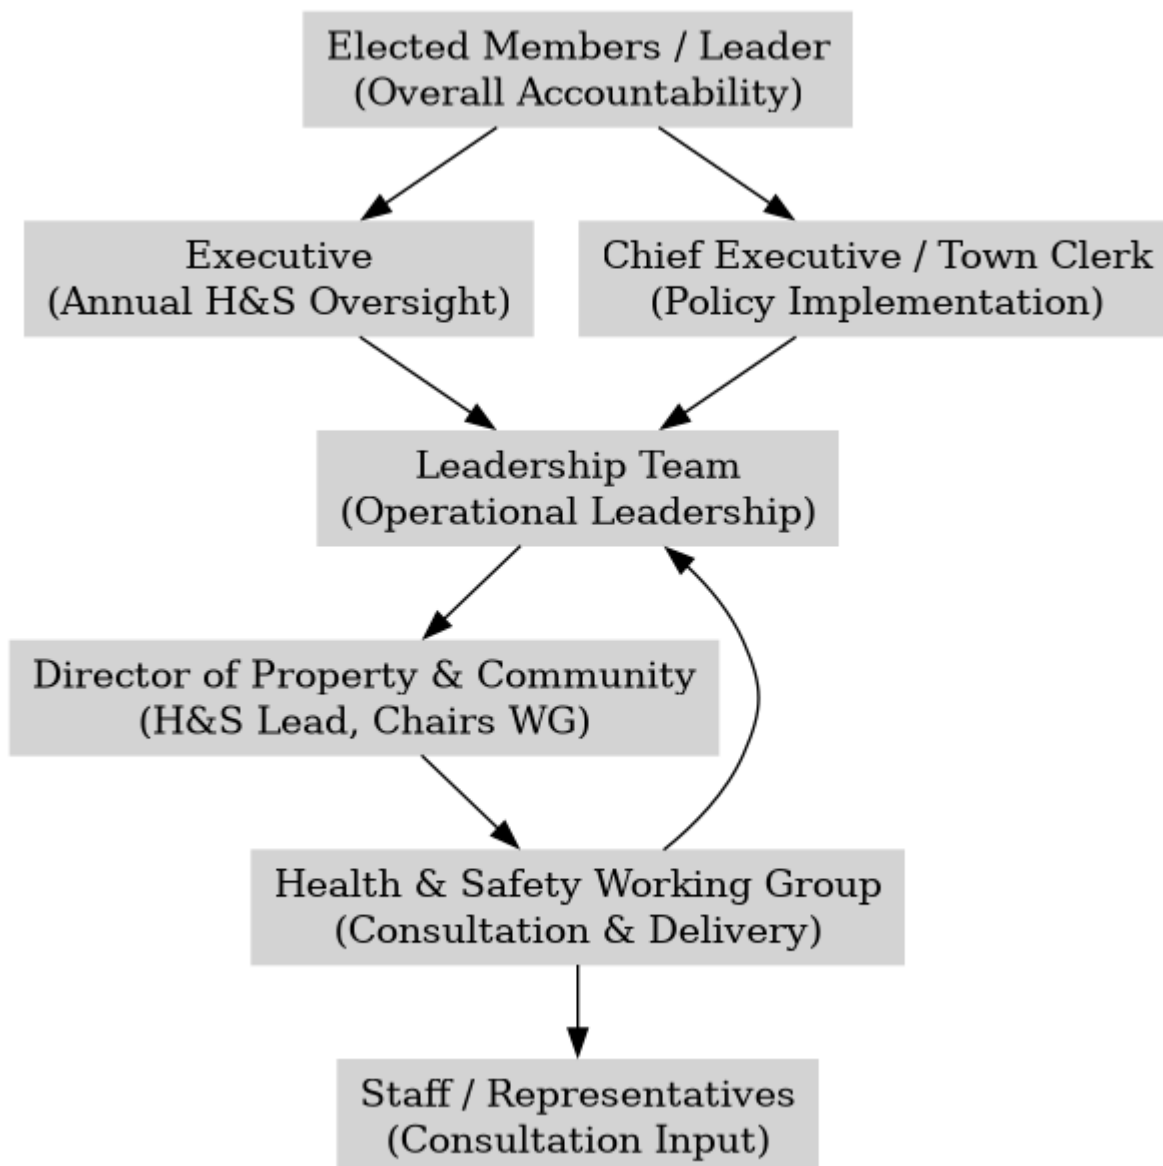 Elected Members / Leader
(Overall Accountability)
Executive
(Annual H&S Oversight)
Chief Executive / Town Clerk
(Policy Implementation)
Leadership Team
(Operational Leadership)
Director of Property & Community
(H&S Lead, Chairs WG)
Health & Safety Working Group
(Consultation & Delivery)
Staff / Representatives
(Consultation Input)